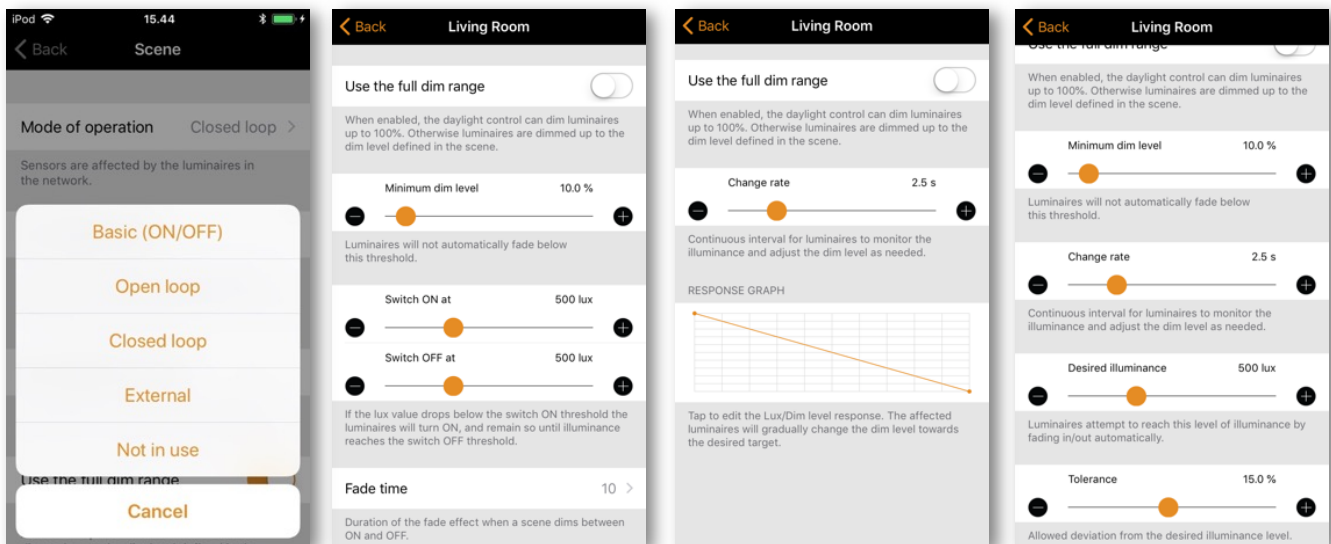 iPod 15.44
Back Scene
Mode of operation Closed loop
Sensors are affected by the luminaires in
the network.
Basic (ON/OFF)
Open loop
Closed loop
External
Not in use
Use the full dim range
Cancel
Back Living Room
Use the full dim range
When enabled, the daylight control can dim luminaires
up to 100%. Otherwise luminaires are dimmed up to the
dim level defined in the scene.
Minimum dim level 10.0 %
Luminaires will not automatically fade below
this threshold.
Switch ON at 500 lux
Switch OFF at 500 lux
If the lux value drops below the switch ON threshold the
luminaires will turn ON, and remain so until illuminance
reaches the switch OFF threshold.
Fade time 10
Duration of the fade effect when a scene dims between
ON and OFF.
Back Living Room
Use the full dim range
When enabled, the daylight control can dim luminaires
up to 100%. Otherwise luminaires are dimmed up to the
dim level defined in the scene.
Change rate 2.5 s
Continuous interval for luminaires to monitor the
illuminance and adjust the dim level as needed.
RESPONSE GRAPH
Tap to edit the Lux/Dim level response. The affected
luminaires will gradually change the dim level towards
the desired target.
Back Living Room
Use the full dim range
When enabled, the daylight control can dim luminaires
up to 100%. Otherwise luminaires are dimmed up to the
dim level defined in the scene.
Minimum dim level 10.0 %
Luminaires will not automatically fade below
this threshold.
Change rate 2.5 s
Continuous interval for luminaires to monitor the
illuminance and adjust the dim level as needed.
Desired illuminance 500 lux
Luminaires attempt to reach this level of illuminance by
fading in/out automatically.
Tolerance 15.0 %
Allowed deviation from the desired illuminance level.